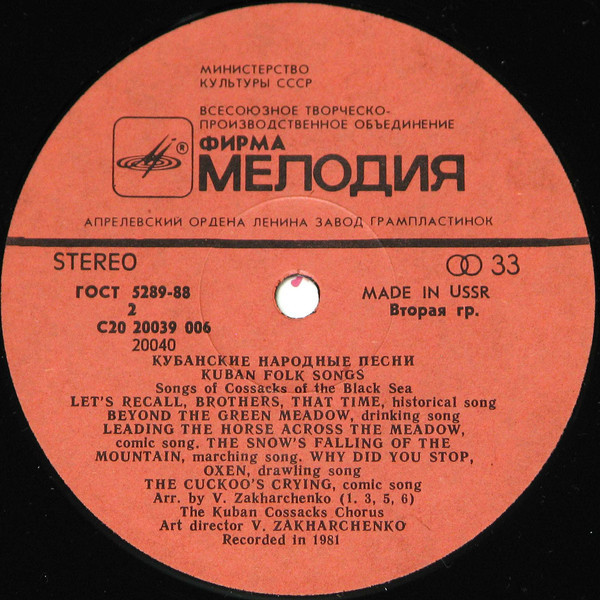 МИНИСТЕРСТВО
КУЛЬТУРЫ СССР
ВСЕСОЮЗНОЕ ТВОРЧЕСКО-
ПРОИЗВОДСТВЕННОЕ ОБЪЕДИНЕНИЕ
®
ФИРМА
МЕЛОДИЯ
АПРЕЛЕВСКИЙ ОРДЕНА ЛЕНИНА ЗАВОД ГРАМПЛАСТИНОК
STEREO
33
ГОСТ 5289-88
MADE IN USSR
2
Вторая гр.
С20 20039 006
20040
КУБАНСКИЕ НАРОДНЫЕ ПЕСНИ
KUBAN FOLK SONGS
Songs of Cossacks of the Black Sea
LET'S RECALL, BROTHERS, THAT TIME, historical song
BEYOND THE GREEN MEADOW, drinking song
LEADING THE HORSE ACROSS THE MEADOW,
comic song. THE SNOW'S FALLING OF THE
MOUNTAIN, marching song. WHY DID YOU STOP,
OXEN, drawling song
THE CUCKOO'S CRYING, comic song
Arr. by V. Zakharchenko (1. 3, 5, 6)
The Kuban Cossacks Chorus
Art director V. ZAKHARCHENKO
Recorded in 1981